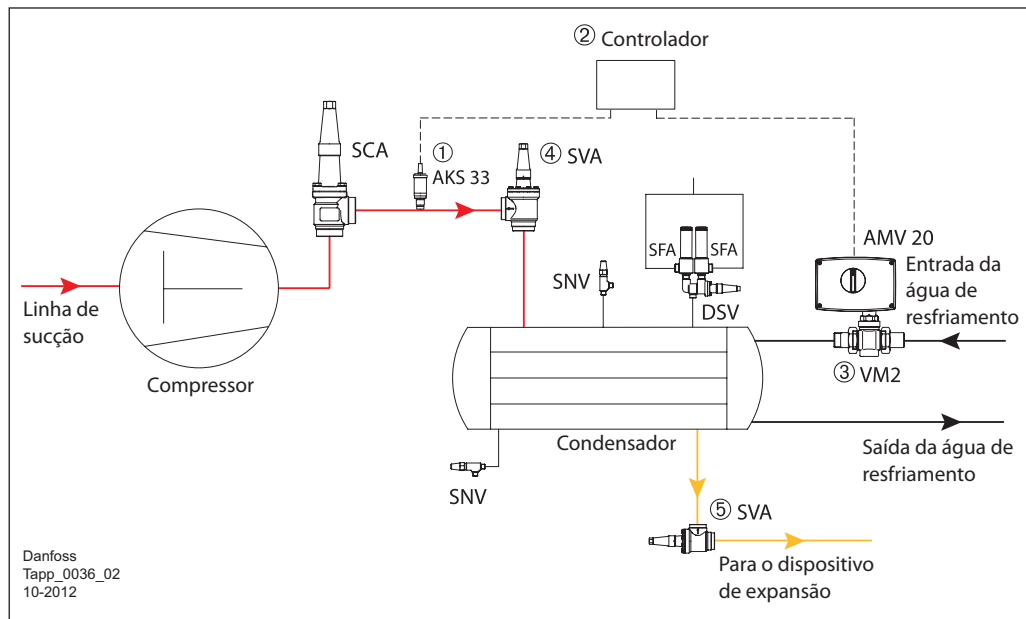 ② Controlador
SCA
①
AKS 33
④ SVA
SFA
SFA
DSV
SNV
AMV 20
Entrada da
água de
resfriamento
③ VM2
Linha de
sucção
Compressor
Condensador
Saída da água de
resfriamento
SNV
⑤ SVA
Para o dispositivo
de expansão
Danfoss
Tapp_0036_02
10-2012